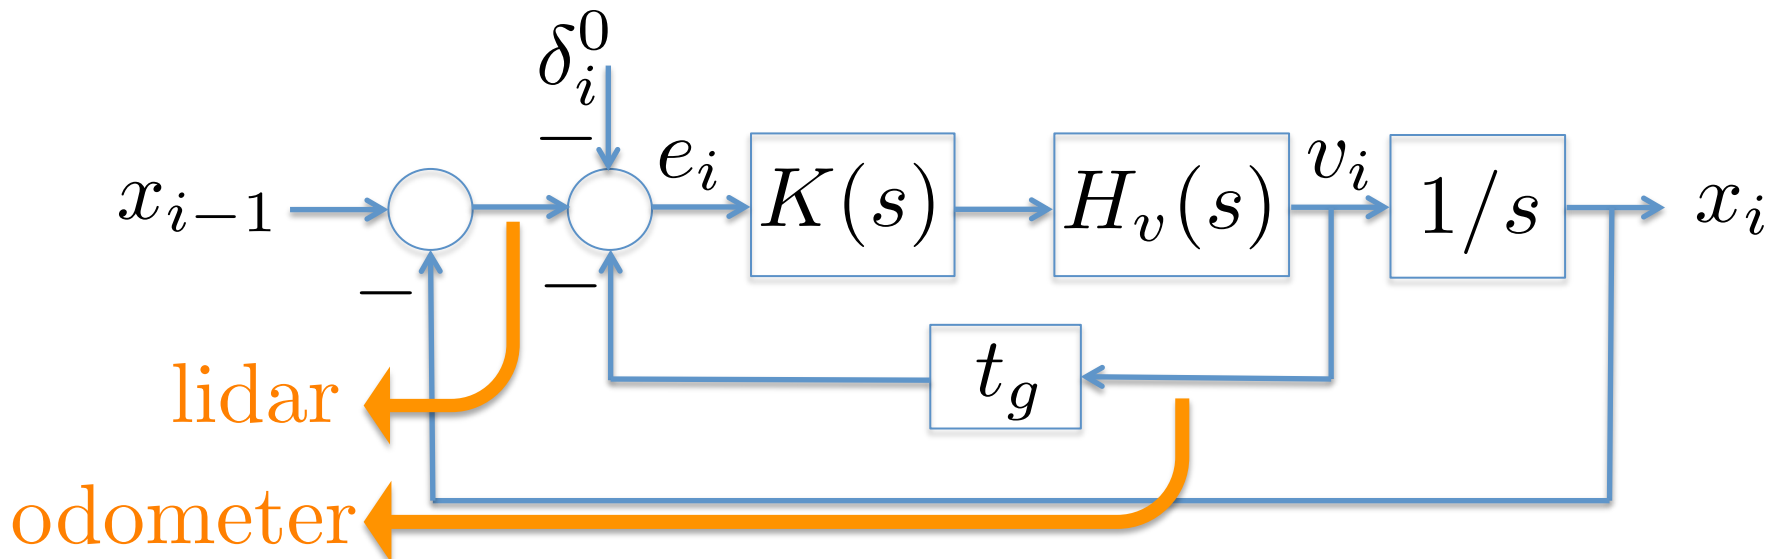 δ_i^0
−
x_{i−1}
e_i
K(s)
H_v(s)
v_i
1/s
x_i
−
−
t_g
lidar
odometer